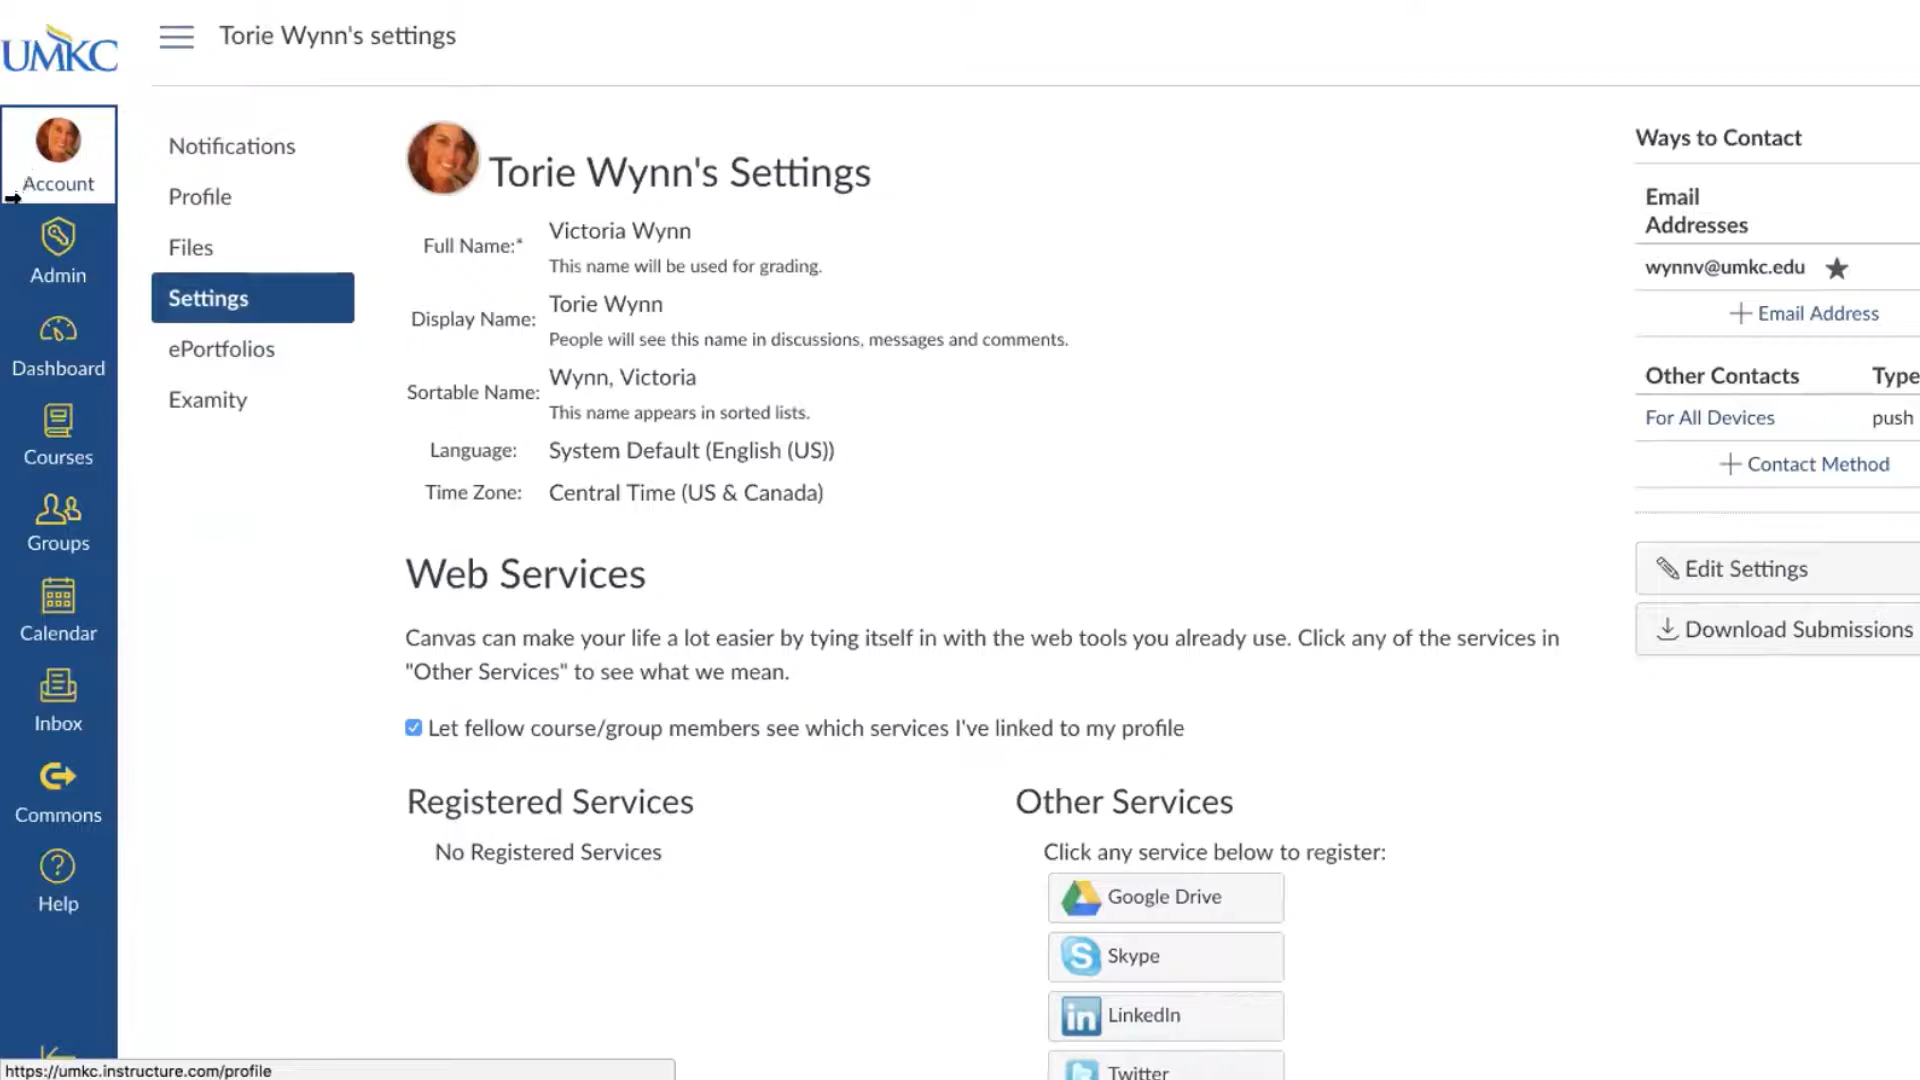 UMKC
Torie Wynn's settings
Account
Admin
Dashboard
Courses
Groups
Calendar
Inbox
Commons
Help
Notifications
Profile
Files
Settings
ePortfolios
Examity
Torie Wynn's Settings
Full Name:* Victoria Wynn
This name will be used for grading.
Display Name: Torie Wynn
People will see this name in discussions, messages and comments.
Sortable Name: Wynn, Victoria
This name appears in sorted lists.
Language: System Default (English (US))
Time Zone: Central Time (US & Canada)
Web Services
Canvas can make your life a lot easier by tying itself in with the web tools you already use. Click any of the services in
"Other Services" to see what we mean.
Let fellow course/group members see which services I've linked to my profile
Registered Services
No Registered Services
Other Services
Click any service below to register:
Google Drive
Skype
LinkedIn
Twitter
Ways to Contact
Email
Addresses
wynnv@umkc.edu
Email Address
Other Contacts Type
For All Devices push
Contact Method
Edit Settings
Download Submissions
https://umkc.instructure.com/profile